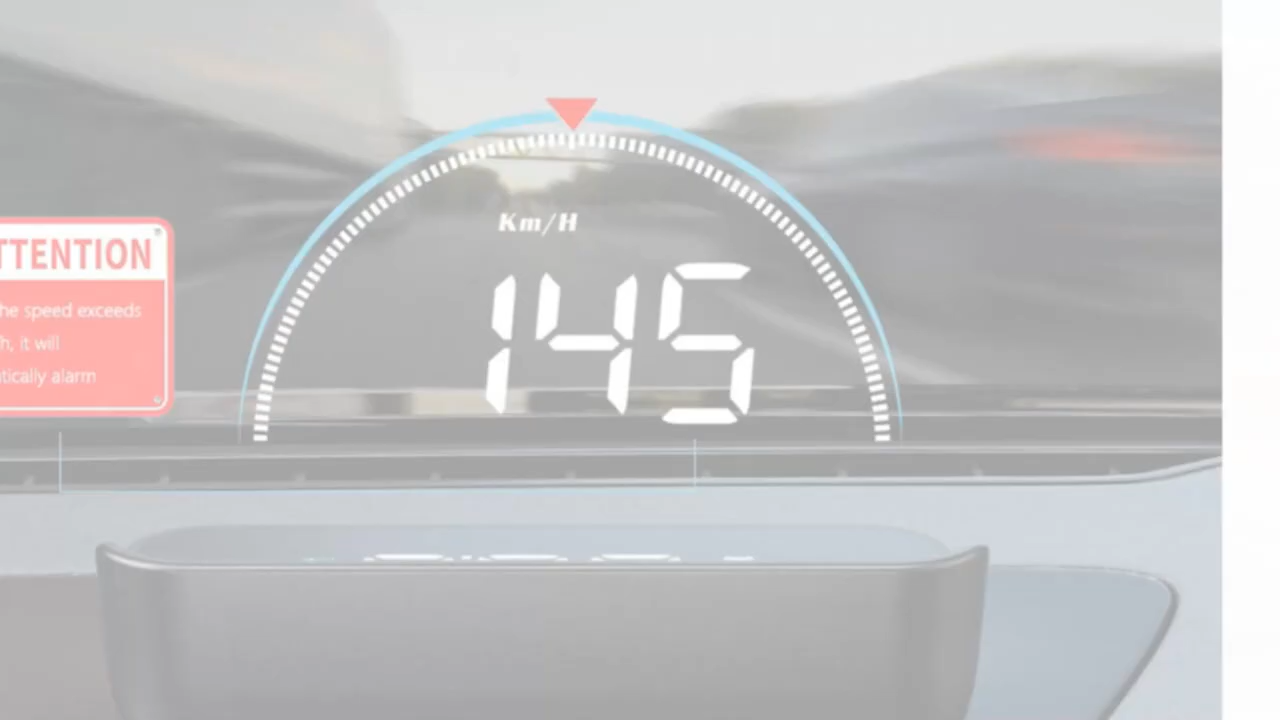 Km/H
145
TTENTION
he speed exceeds
h, it will
tically alarm